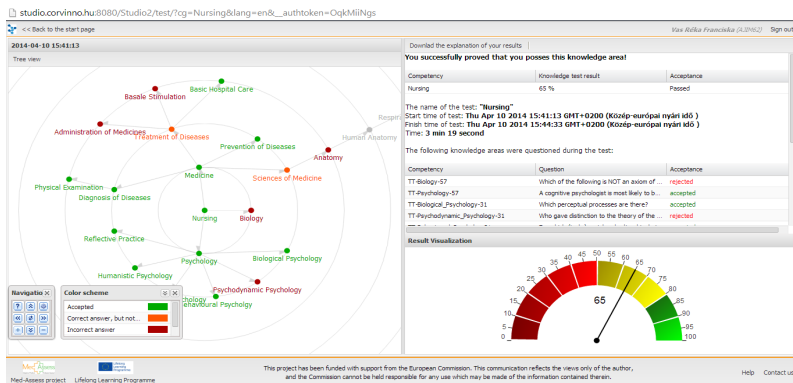 studio.corvinno.hu:8080/Studio2/test/?cg=Nursing&lang=en&__authtoken=OqkMiiNgs
<< Back to the start page
Vas Réka Franciska (A3JH62) Sign out
2014-04-10 15:41:13
Tree view
Basic Hospital Care
Basale Stimulation
Respir
Administration of Medicines
Treatment of Diseases
Human Anatomy
Prevention of Diseases
Anatomy
Medicine
Sciences of Medicine
Physical Examination
Diagnosis of Diseases
Nursing
Biology
Reflective Practice
Psychology
Biological Psychology
Humanistic Psychology
Psychodynamic Psychology
chology
ehavioural Psychology
Navigatio
Color scheme
Accepted
Correct answer, but not...
Incorrect answer
Downlad the explanation of your results
You successfully proved that you posses this knowledge area!
Competency Knowledge test result Acceptance
Nursing 65 % Passed
The name of the test: "Nursing"
Start time of test: Thu Apr 10 2014 15:41:13 GMT+0200 (Közép-európai nyári idő )
Finish time of test: Thu Apr 10 2014 15:44:33 GMT+0200 (Közép-európai nyári idő )
Time: 3 min 19 second
The following knowledge areas were questioned during the test:
Competency Question Acceptance
TT-Biology-57 Which of the following is NOT an axiom of ... rejected
TT-Psychology-57 A cognitive psychologist is most likely to b... accepted
TT-Biological_Psychology-31 Which perceptual processes are there? accepted
TT-Psychodynamic_Psychology-31 Who gave distinction to the theory of the ... rejected
Result Visualization
0
5
10
15
20
25
30
35
40
45
50
55
60
65
70
75
80
85
90
95
100
65
Med-Assess
Lifelong Learning Programme
Med-Assess project Lifelong Learning Programme
This project has been funded with support from the European Commission. This communication reflects the views only of the author,
and the Commission cannot be held responsible for any use which may be made of the information contained therein.
Help Contact us